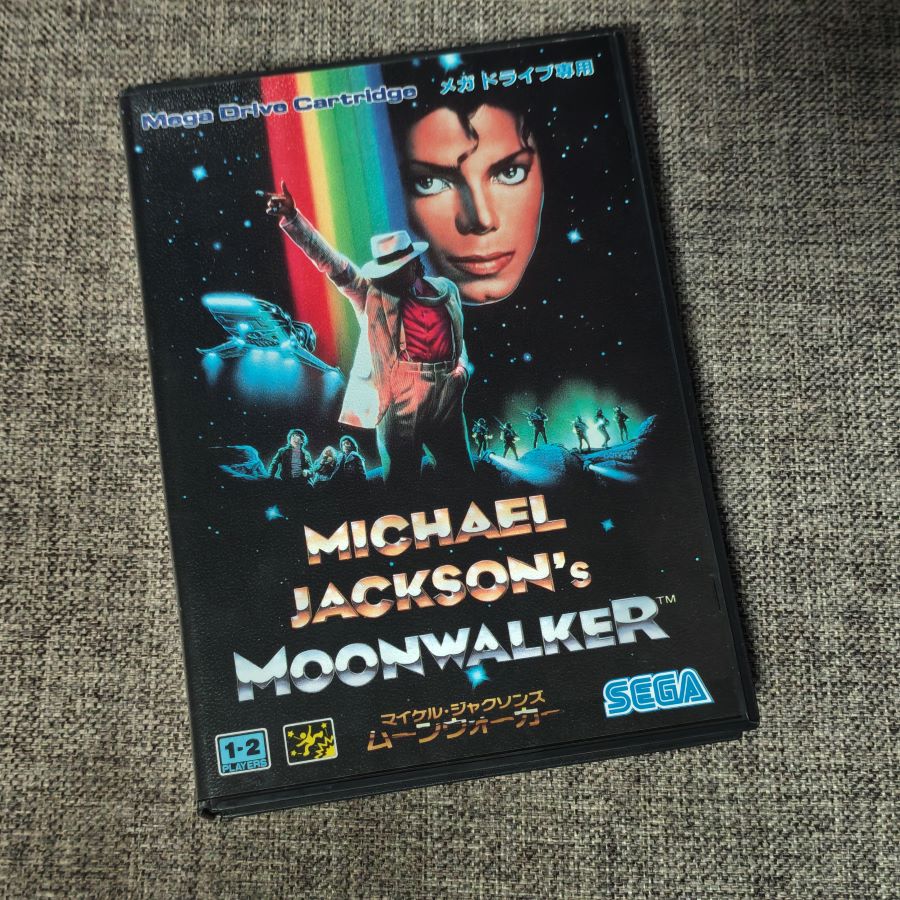 Mega Drive Cartridge
メガドライブ専用
MICHAEL
JACKSON's
MOONWALKER™
マイケル・ジャクソンズ
ムーンウォーカー
SEGA
1-2
PLAYERS